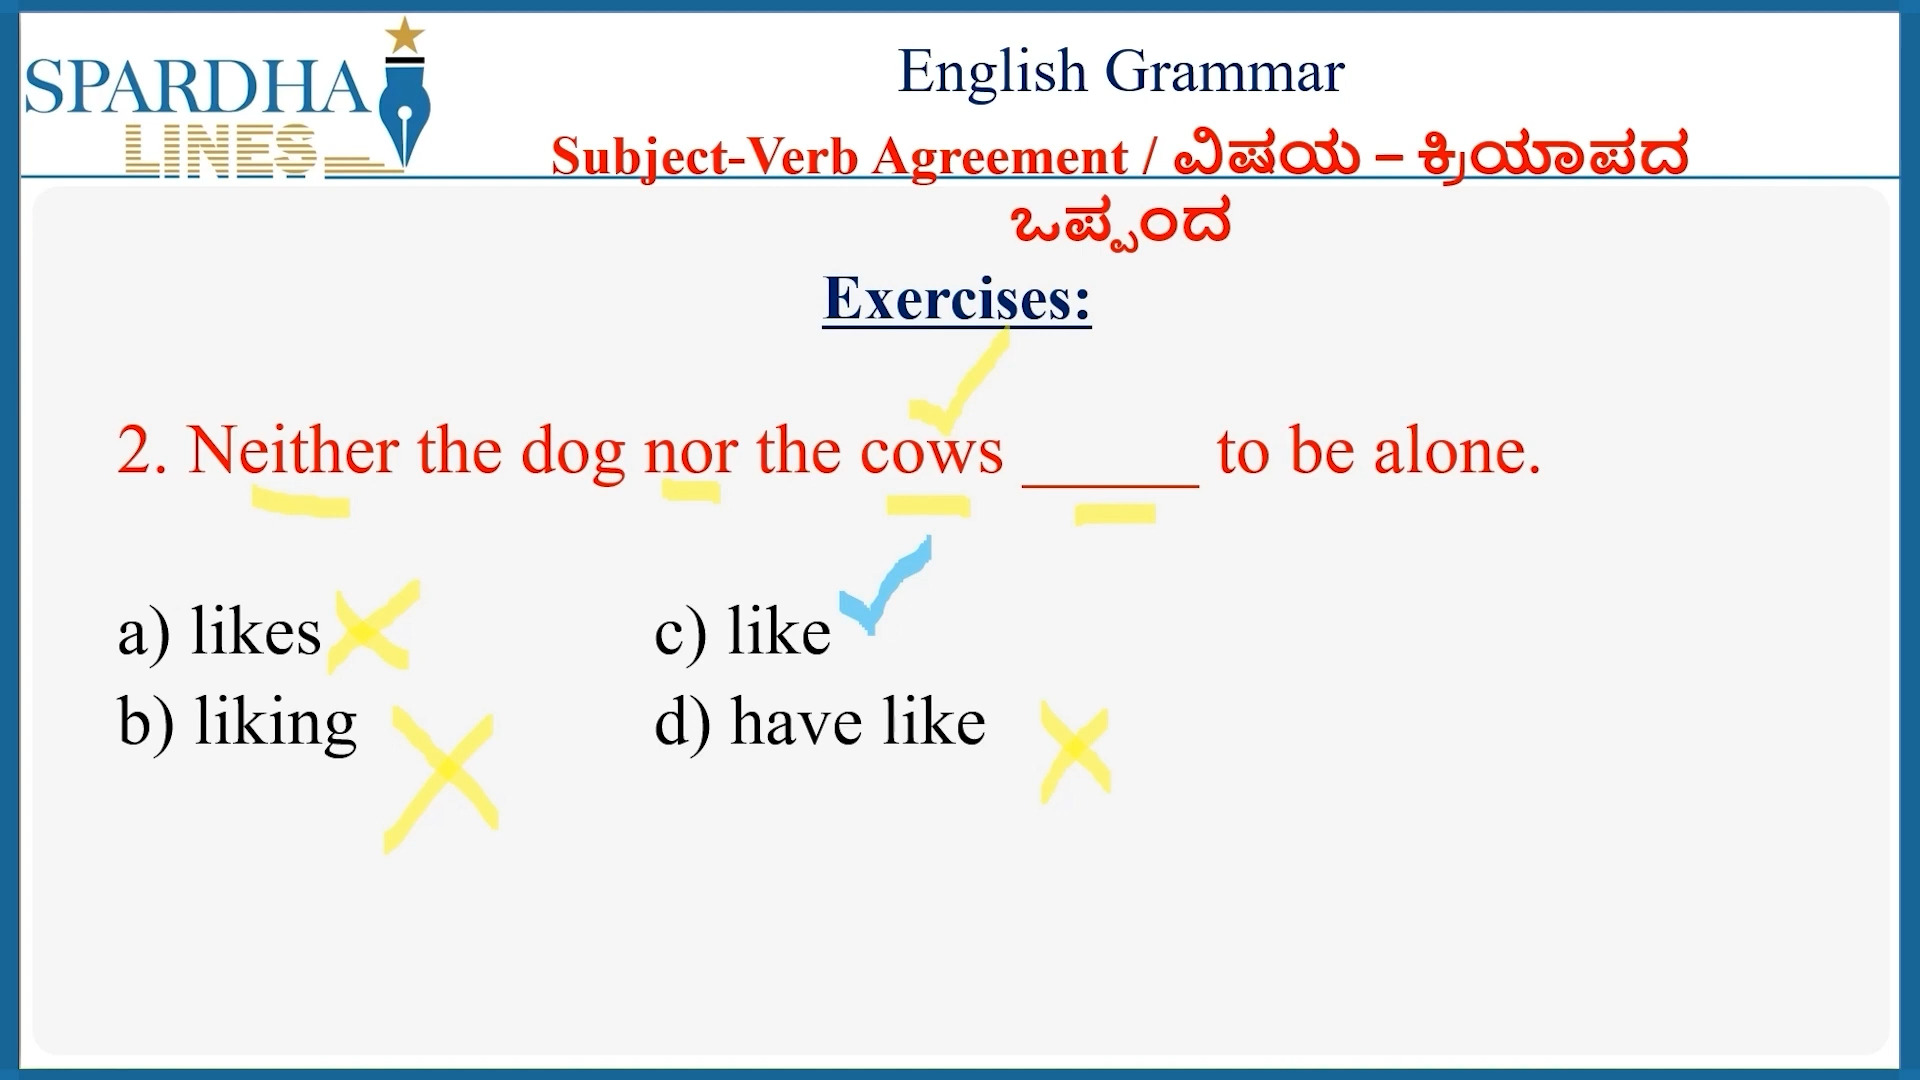 SPARDHA
LINES
English Grammar
Subject-Verb Agreement / ವಿಷಯ – ಕ್ರಿಯಾಪದ
ಒಪ್ಪಂದ
Exercises:
2. Neither the dog nor the cows _____ to be alone.
a) likes
c) like
b) liking
d) have like